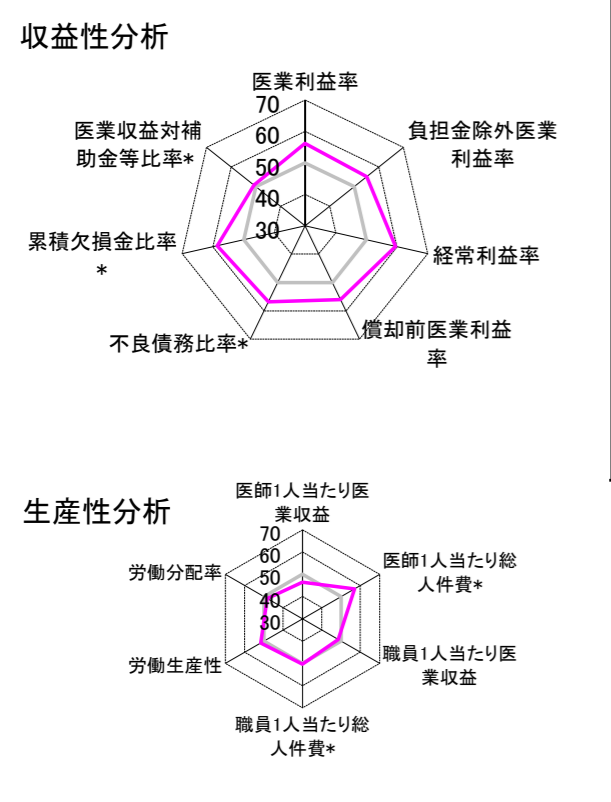 収益性分析
医業利益率
負担金除外医業
利益率
経常利益率
償却前医業利益
率
不良債務比率*
累積欠損金比率
*
医業収益対補
助金等比率*
70
60
50
40
30
生産性分析
医師1人当たり医
業収益
医師1人当たり総
人件費*
職員1人当たり医
業収益
職員1人当たり総
人件費*
労働生産性
労働分配率
70
60
50
40
30